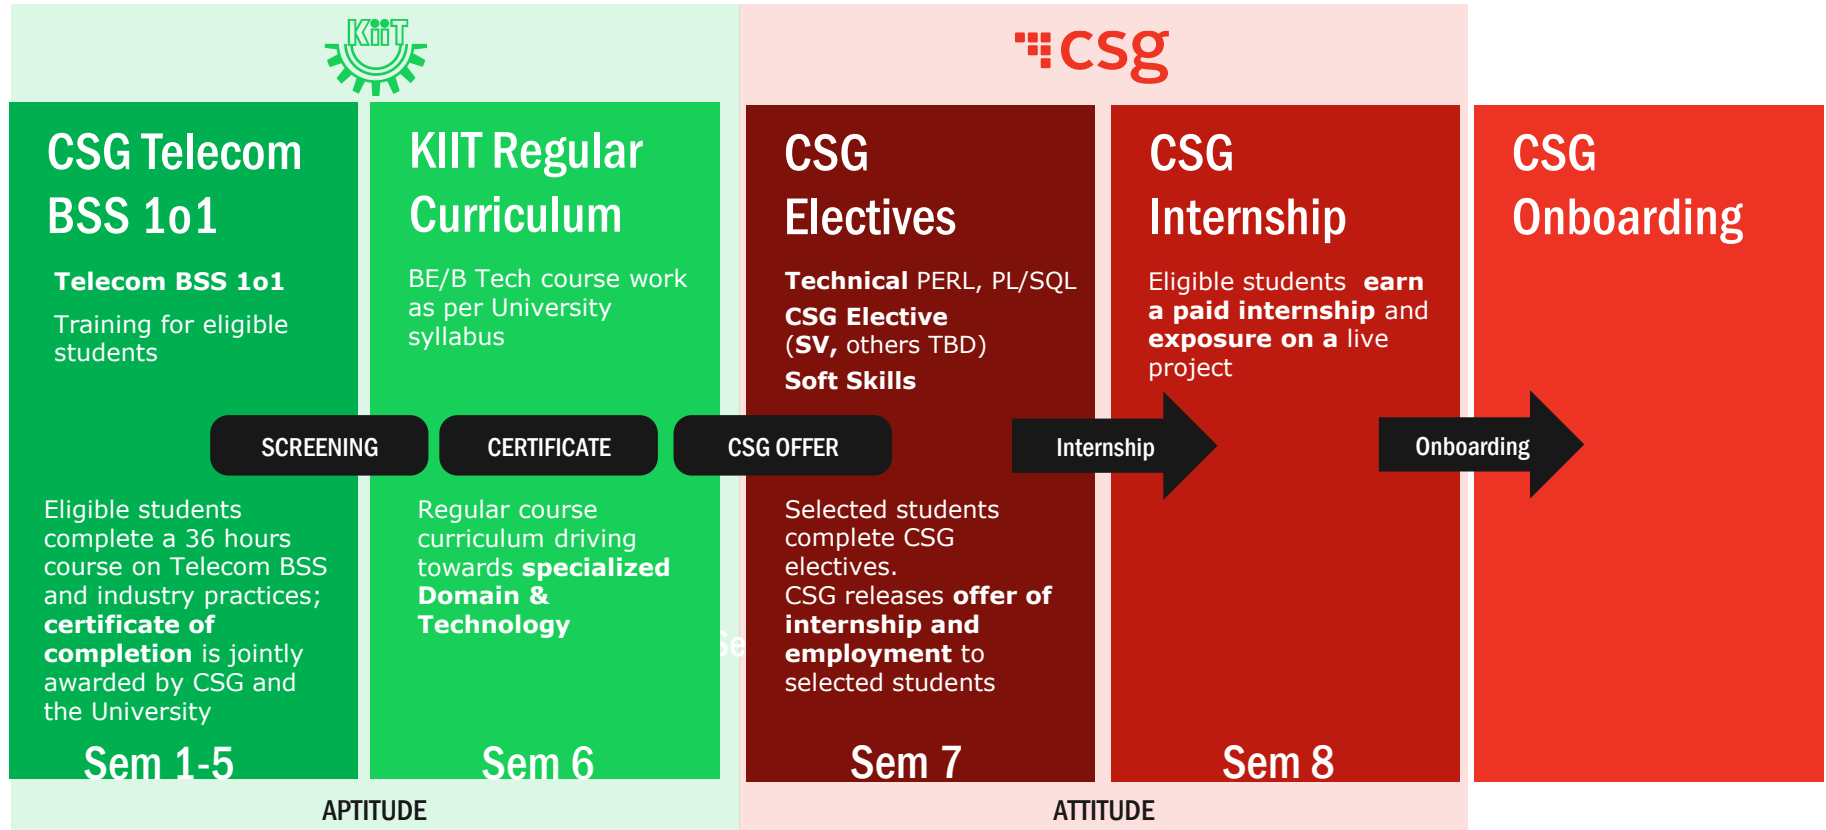 KiiT
csg
CSG Telecom
BSS 1o1
Telecom BSS 1o1
Training for eligible
students
Eligible students
complete a 36 hours
course on Telecom BSS
and industry practices;
certificate of
completion is jointly
awarded by CSG and
the University
Sem 1-5
KIIT Regular
Curriculum
BE/B Tech course work
as per University
syllabus
Regular course
curriculum driving
towards specialized
Domain &
Technology
Sem 6
CSG
Electives
Technical PERL, PL/SQL
CSG Elective
(SV, others TBD)
Soft Skills
Selected students
complete CSG
electives.
CSG releases offer of
internship and
employment to
selected students
Sem 7
CSG
Internship
Eligible students earn
a paid internship and
exposure on a live
project
Sem 8
CSG
Onboarding
SCREENING
CERTIFICATE
CSG OFFER
Internship
Onboarding
APTITUDE
ATTITUDE